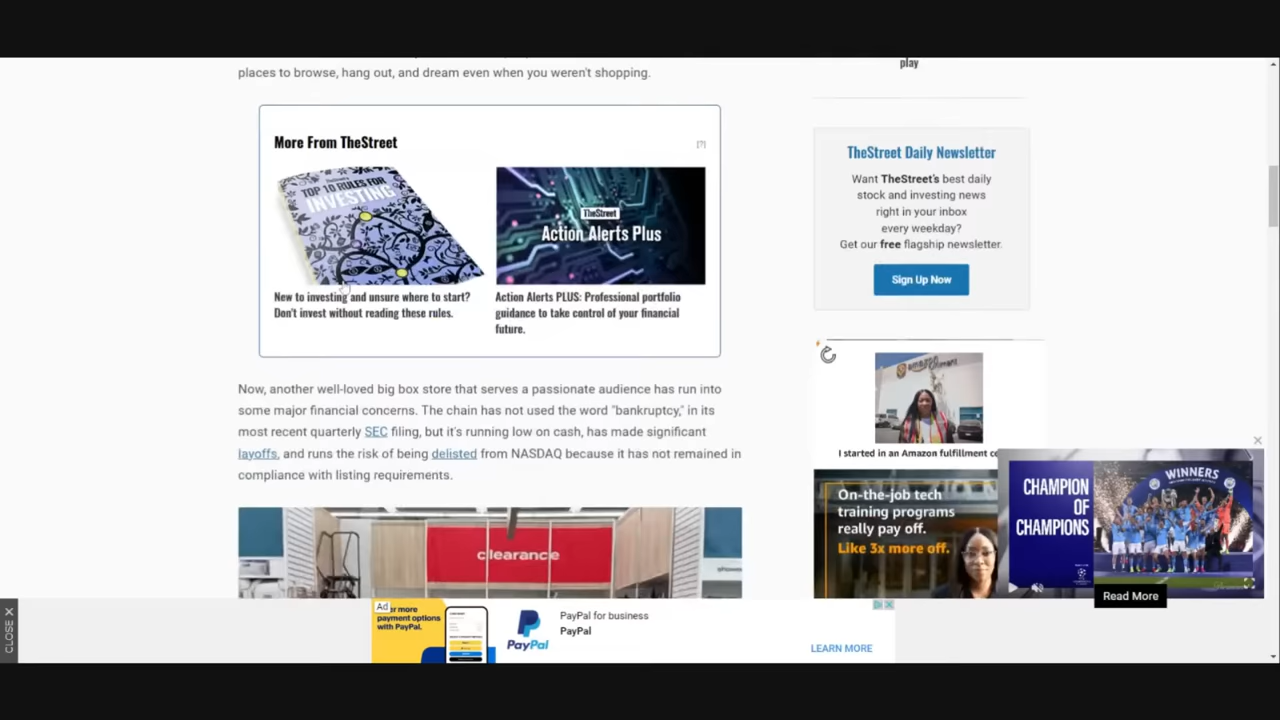 places to browse, hang out, and dream even when you weren't shopping.
More From TheStreet
[?]
TheStreet's
TOP 10 RULES FOR
INVESTING
TheStreet
Action Alerts Plus
New to investing and unsure where to start?
Don't invest without reading these rules.
Action Alerts PLUS: Professional portfolio
guidance to take control of your financial
future.
Now, another well-loved big box store that serves a passionate audience has run into
some major financial concerns. The chain has not used the word "bankruptcy," in its
most recent quarterly SEC filing, but it's running low on cash, has made significant
layoffs, and runs the risk of being delisted from NASDAQ because it has not remained in
compliance with listing requirements.
clearance
play
TheStreet Daily Newsletter
Want TheStreet's best daily
stock and investing news
right in your inbox
every weekday?
Get our free flagship newsletter.
Sign Up Now
amazon
I started in an Amazon fulfillment
On-the-job tech
training programs
really pay off.
Like 3x more off.
CHAMPION
OF
CHAMPIONS
WINNERS
Read More
CLOSE X
Ad
er more
payment options
with PayPal.
PayPal
PayPal for business
PayPal
LEARN MORE